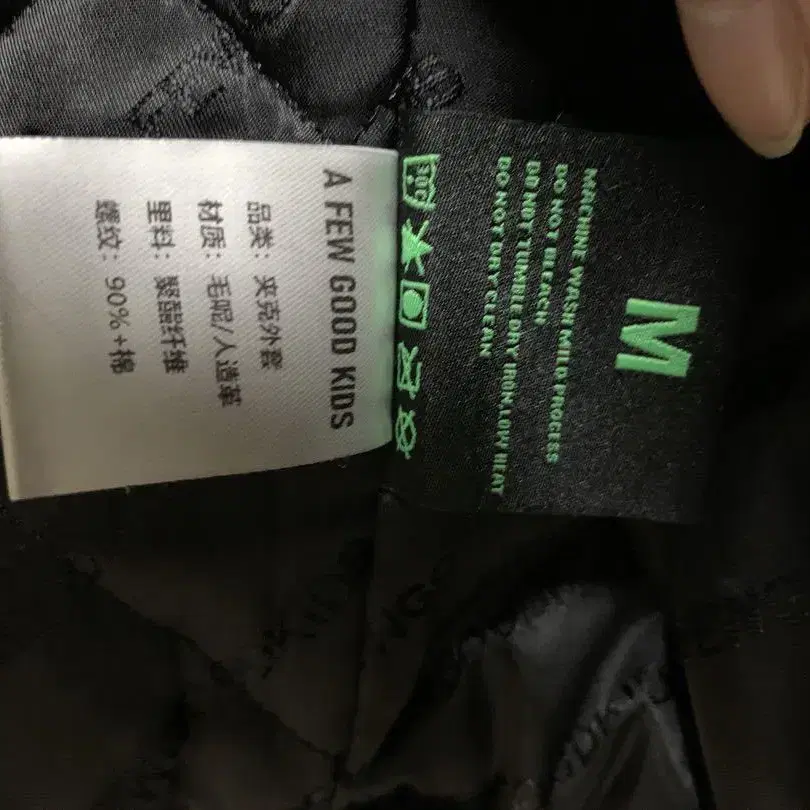 A FEW GOOD KIDS
品类：夹克外套
材质：毛呢/人造革
里料：聚酯纤维
螺纹：90%+棉
M
MACHINE WASH MILD PROCESS
DO NOT BLEACH
DO NOT TUMBLE DRY IRON LOW HEAT
DO NOT DRY CLEAN
30C